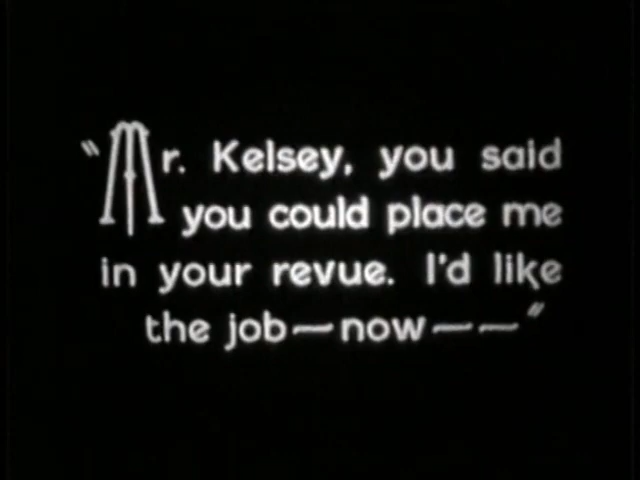 "Mr. Kelsey, you said
you could place me
in your revue. I'd like
the job—now——"